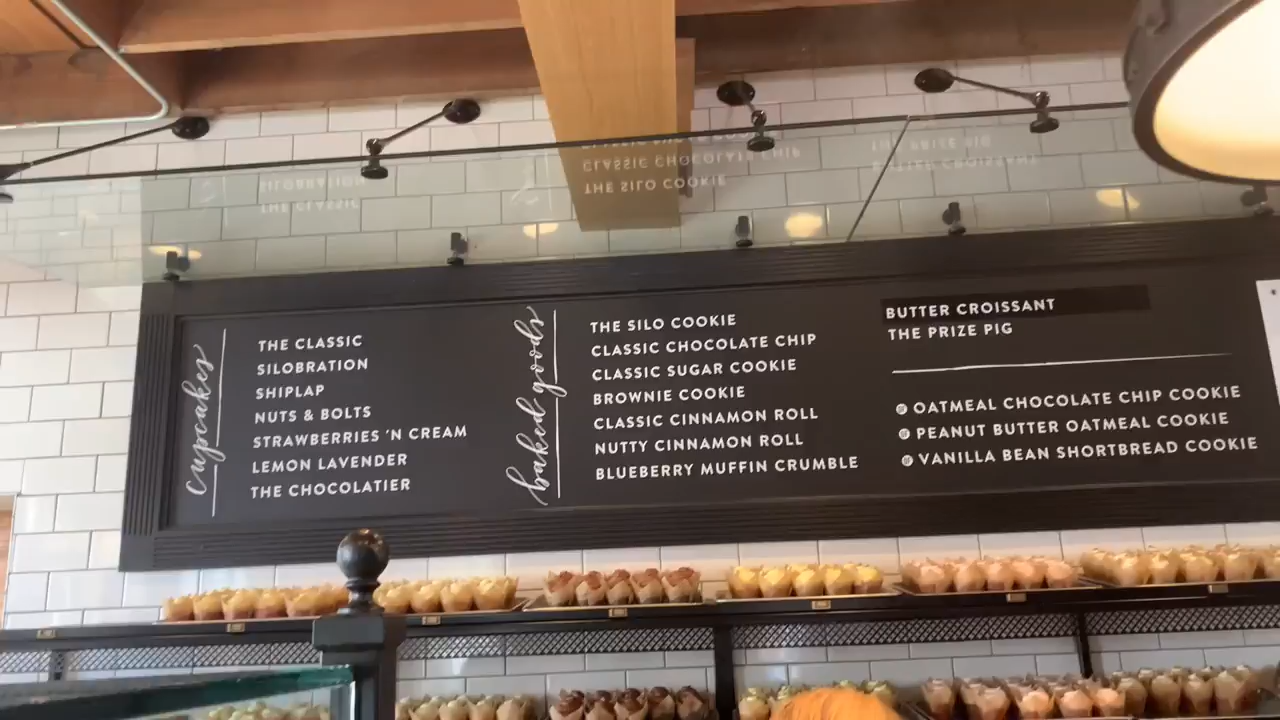 cupcakes
THE CLASSIC
SILOBRATION
SHIPLAP
NUTS & BOLTS
STRAWBERRIES 'N CREAM
LEMON LAVENDER
THE CHOCOLATIER
baked goods
THE SILO COOKIE
CLASSIC CHOCOLATE CHIP
CLASSIC SUGAR COOKIE
BROWNIE COOKIE
CLASSIC CINNAMON ROLL
NUTTY CINNAMON ROLL
BLUEBERRY MUFFIN CRUMBLE
BUTTER CROISSANT
THE PRIZE PIG
OATMEAL CHOCOLATE CHIP COOKIE
PEANUT BUTTER OATMEAL COOKIE
VANILLA BEAN SHORTBREAD COOKIE